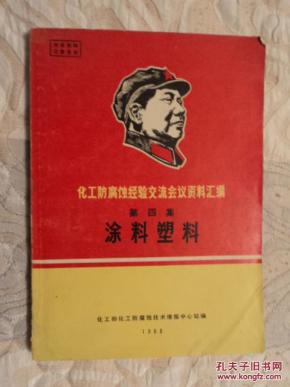 化工防腐蚀经验交流会议资料汇编
第四集
涂料塑料
化工部化工防腐蚀技术情报中心站编
1968
孔夫子旧书网